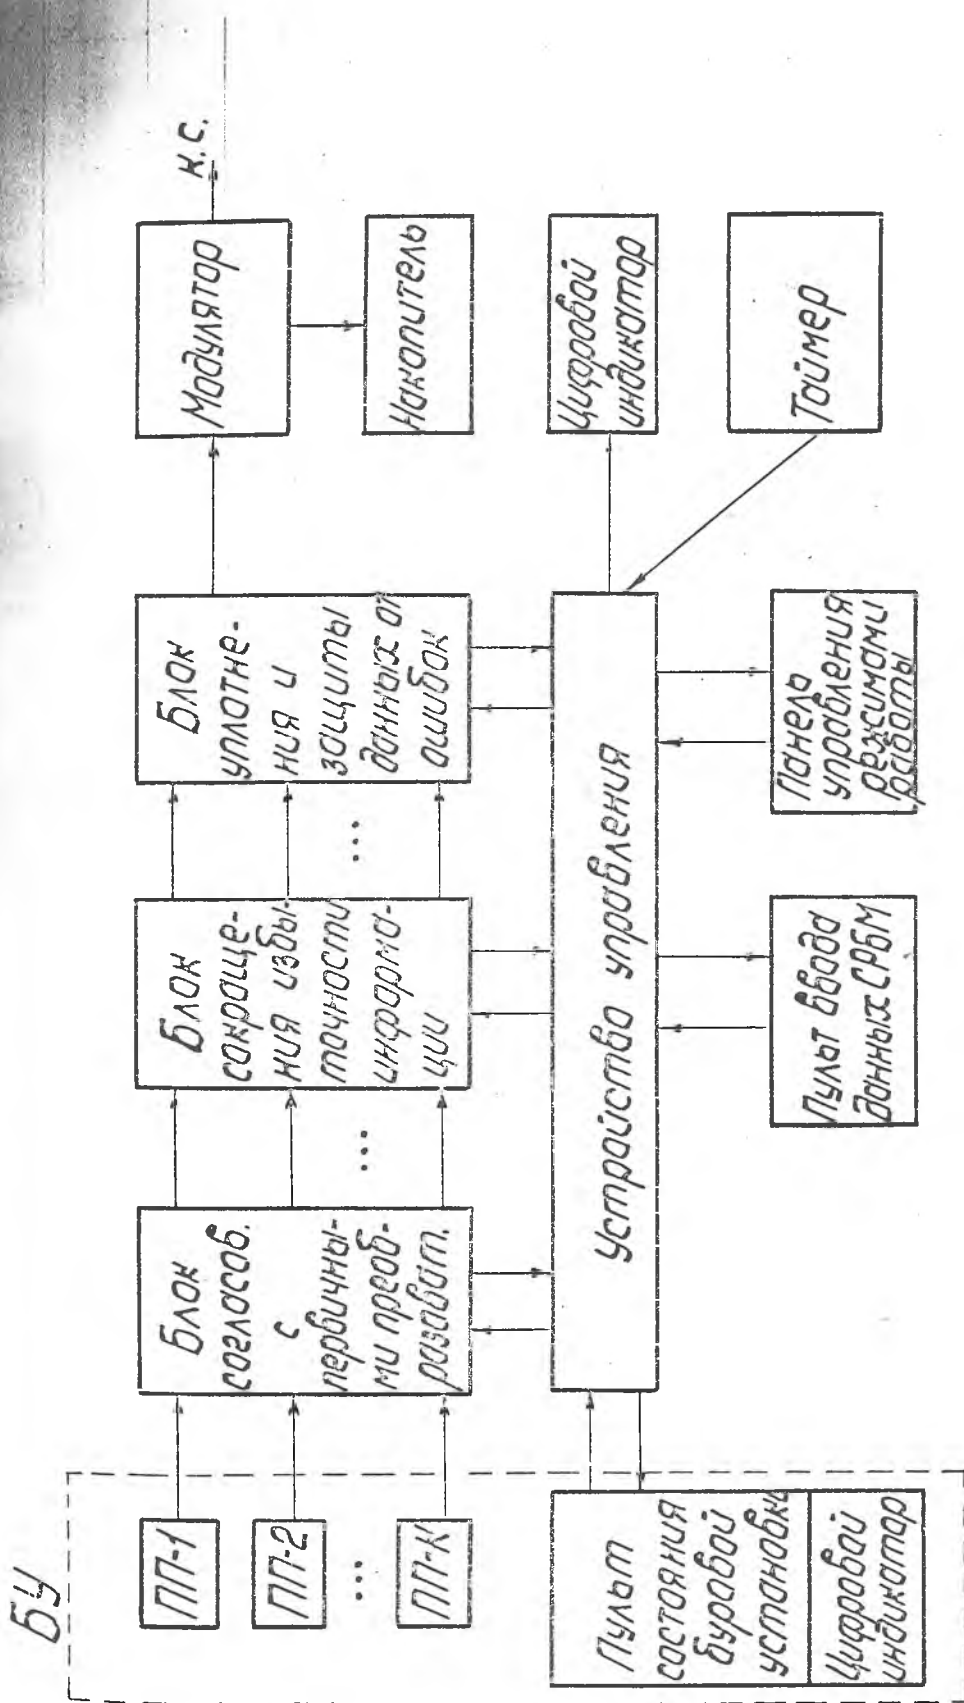 БУ
ПП-1
ПП-2
...
ПП-К
Пульт
состояния
буровой
установки
Цифровой
индикатор
Блок
согласов.
с
первичны-
ми преоб-
разоват.
...
Блок
сокраще-
ния избы-
точности
информа-
ции
...
Блок
уплотне-
ния и
защиты
данных от
ошибок
Модулятор
к.с.
Накопитель
Цифровой
индикатор
Таймер
Устройство управления
Пульт ввода
данных СРБМ
Панель
управления
режимами
работы